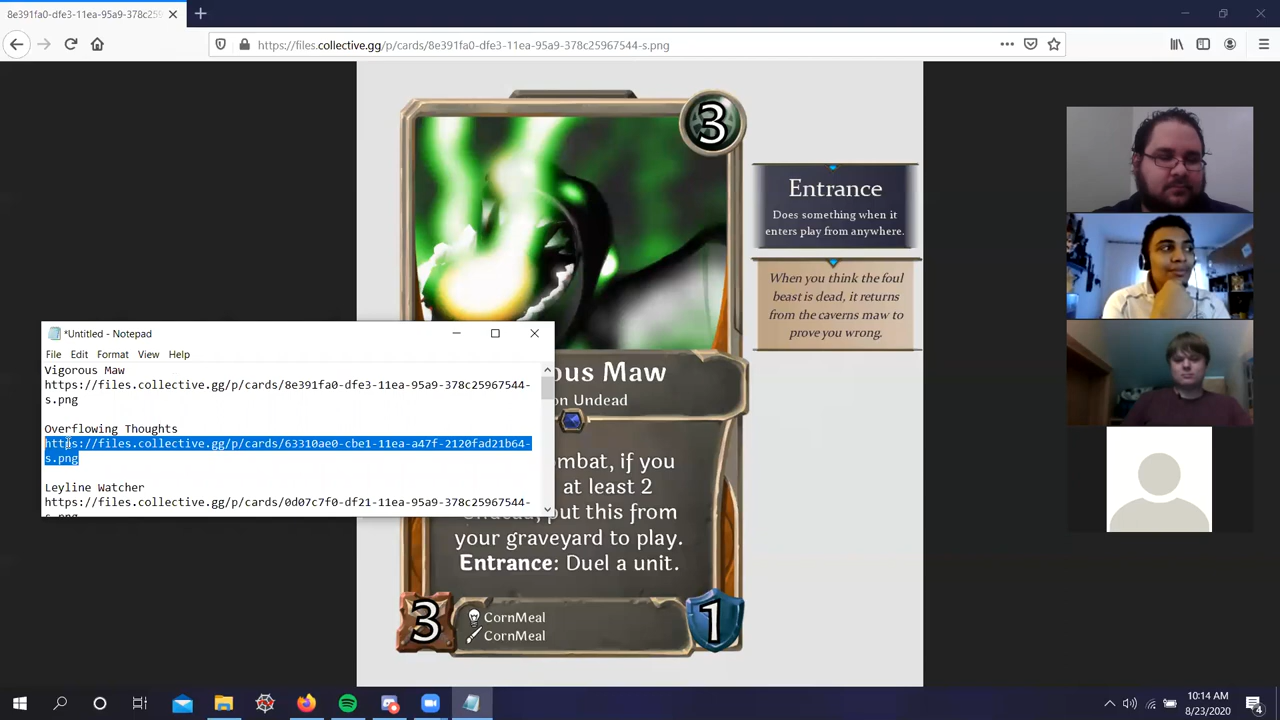 8e391fa0-dfe3-11ea-95a9-378c259
https://files.collective.gg/p/cards/8e391fa0-dfe3-11ea-95a9-378c25967544-s.png
3
Entrance
Does something when it
enters play from anywhere.
When you think the foul
beast is dead, it returns
from the caverns maw to
prove you wrong.
*Untitled - Notepad
File Edit Format View Help
Vigorous Maw
https://files.collective.gg/p/cards/8e391fa0-dfe3-11ea-95a9-378c25967544-
s.png
Overflowing Thoughts
https://files.collective.gg/p/cards/63310ae0-cbe1-11ea-a47f-2120fad21b64-
s.png
Leyline Watcher
https://files.collective.gg/p/cards/0d07c7f0-df21-11ea-95a9-378c25967544-
s.png
ous Maw
on Undead
ombat, if you
at least 2
Undead, put this from
your graveyard to play.
Entrance: Duel a unit.
3
CornMeal
CornMeal
1
10:14 AM
8/23/2020
4